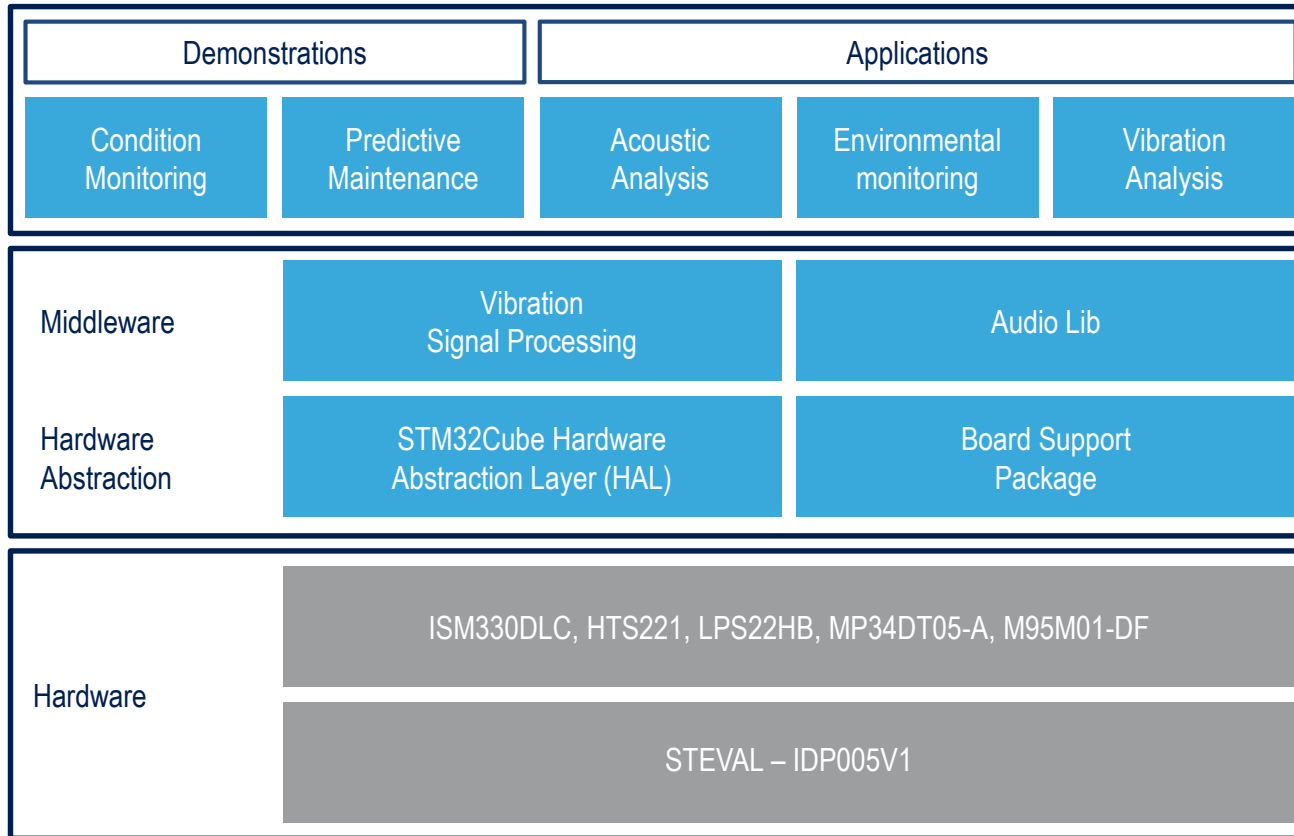 Demonstrations
Applications
Condition
Monitoring
Predictive
Maintenance
Acoustic
Analysis
Environmental
monitoring
Vibration
Analysis
Middleware
Vibration
Signal Processing
Audio Lib
Hardware
Abstraction
STM32Cube Hardware
Abstraction Layer (HAL)
Board Support
Package
Hardware
ISM330DLC, HTS221, LPS22HB, MP34DT05-A, M95M01-DF
STEVAL – IDP005V1